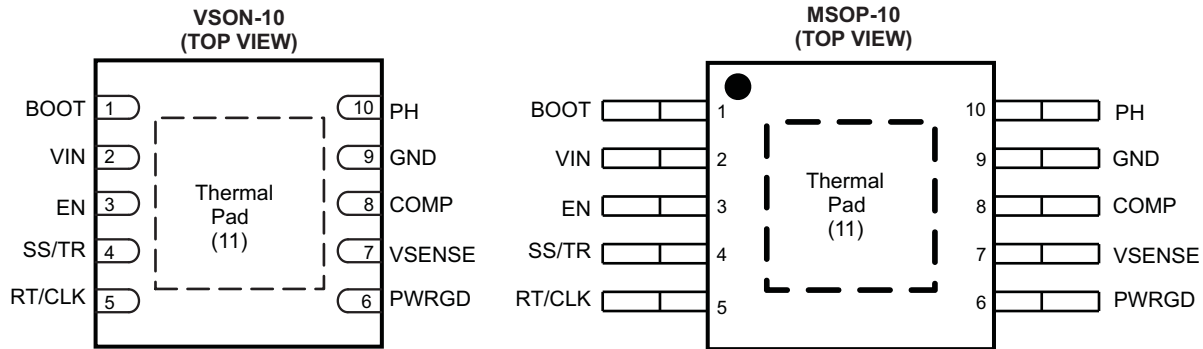 VSON-10
(TOP VIEW)
BOOT 1
VIN 2
EN 3
SS/TR 4
RT/CLK 5
Thermal
Pad
(11)
10 PH
9 GND
8 COMP
7 VSENSE
6 PWRGD
MSOP-10
(TOP VIEW)
BOOT 1
VIN 2
EN 3
SS/TR 4
RT/CLK 5
Thermal
Pad
(11)
10 PH
9 GND
8 COMP
7 VSENSE
6 PWRGD